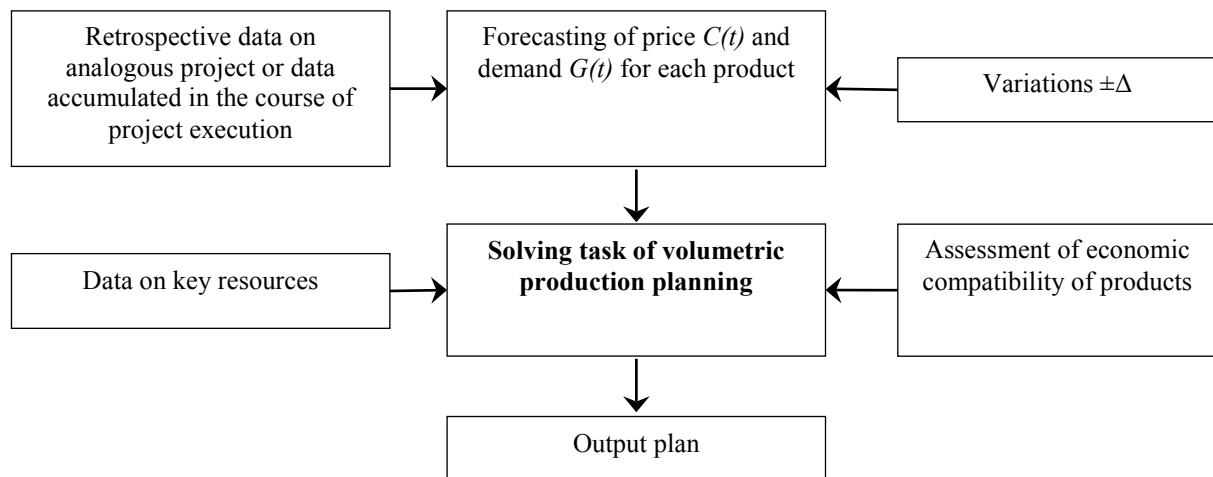 Retrospective data on
analogous project or data
accumulated in the course of
project execution
Forecasting of price C(t) and
demand G(t) for each product
Variations ±Δ
Data on key resources
Solving task of volumetric
production planning
Assessment of economic
compatibility of products
Output plan